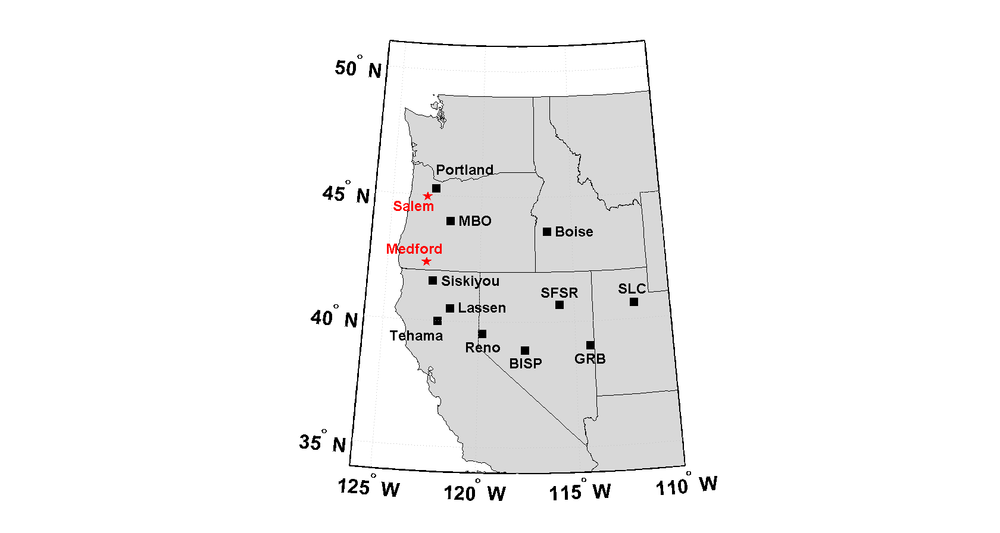 50° N
Portland
45° N
Salem
MBO
Boise
Medford
Siskiyou
SLC
SFSR
Lassen
40° N
Tehama
Reno
GRB
BISP
35° N
125° W
120° W
115° W
110° W